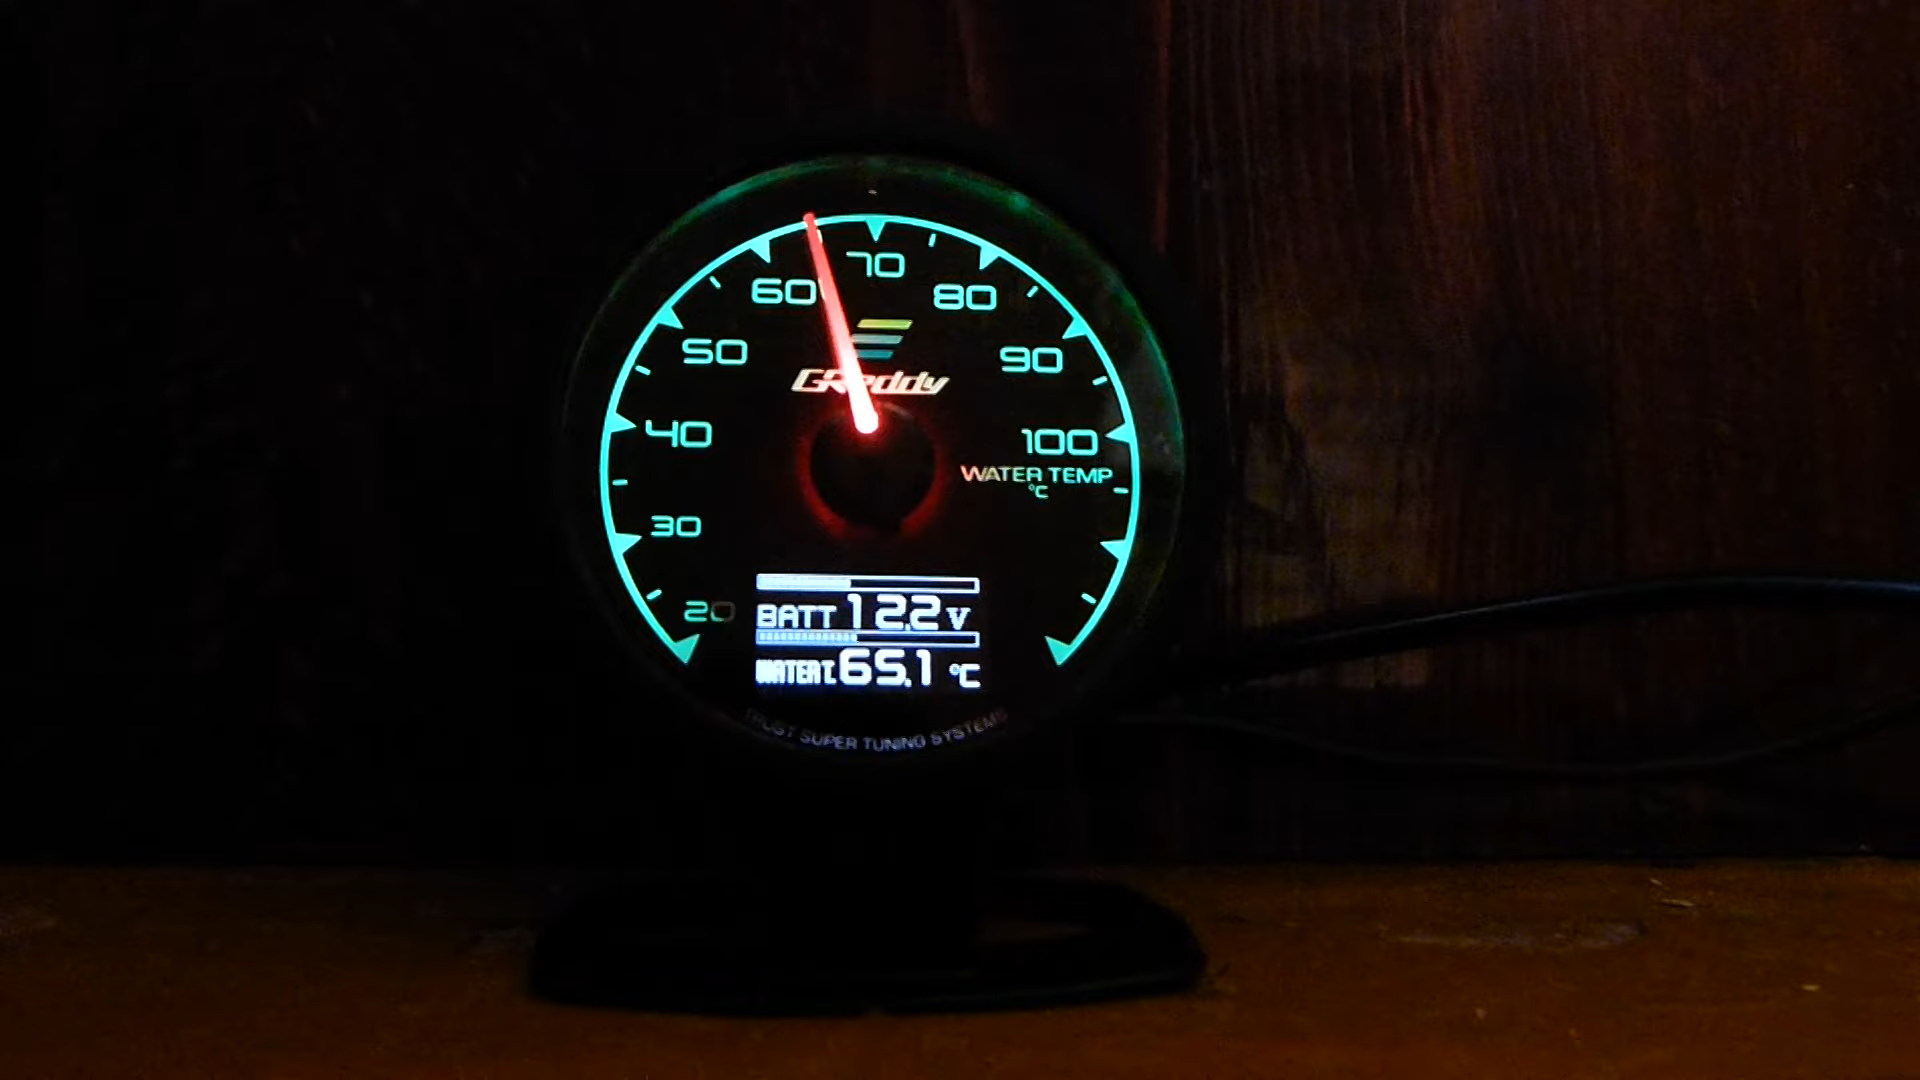 70
60
80
50
90
GReddy
40
100
WATER TEMP
°C
30
20
BATT 12.2 V
WATER T. 65.1 °C
TRUST SUPER TUNING SYSTEMS